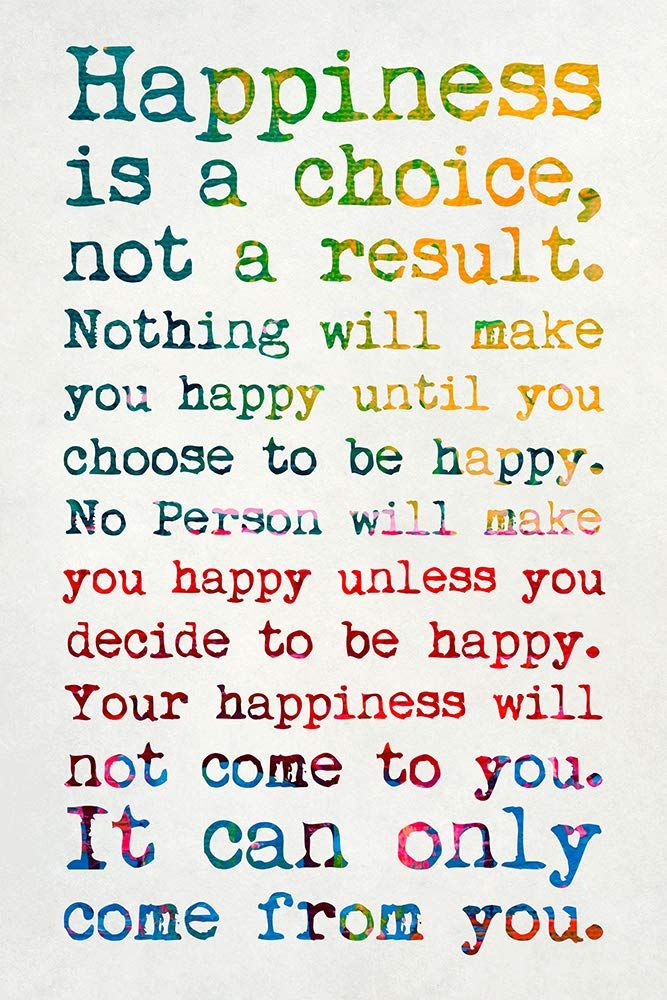 Happiness
is a choice,
not a result.
Nothing will make
you happy until you
choose to be happy.
No Person will make
you happy unless you
decide to be happy.
Your happiness will
not come to you.
It can only
come from you.